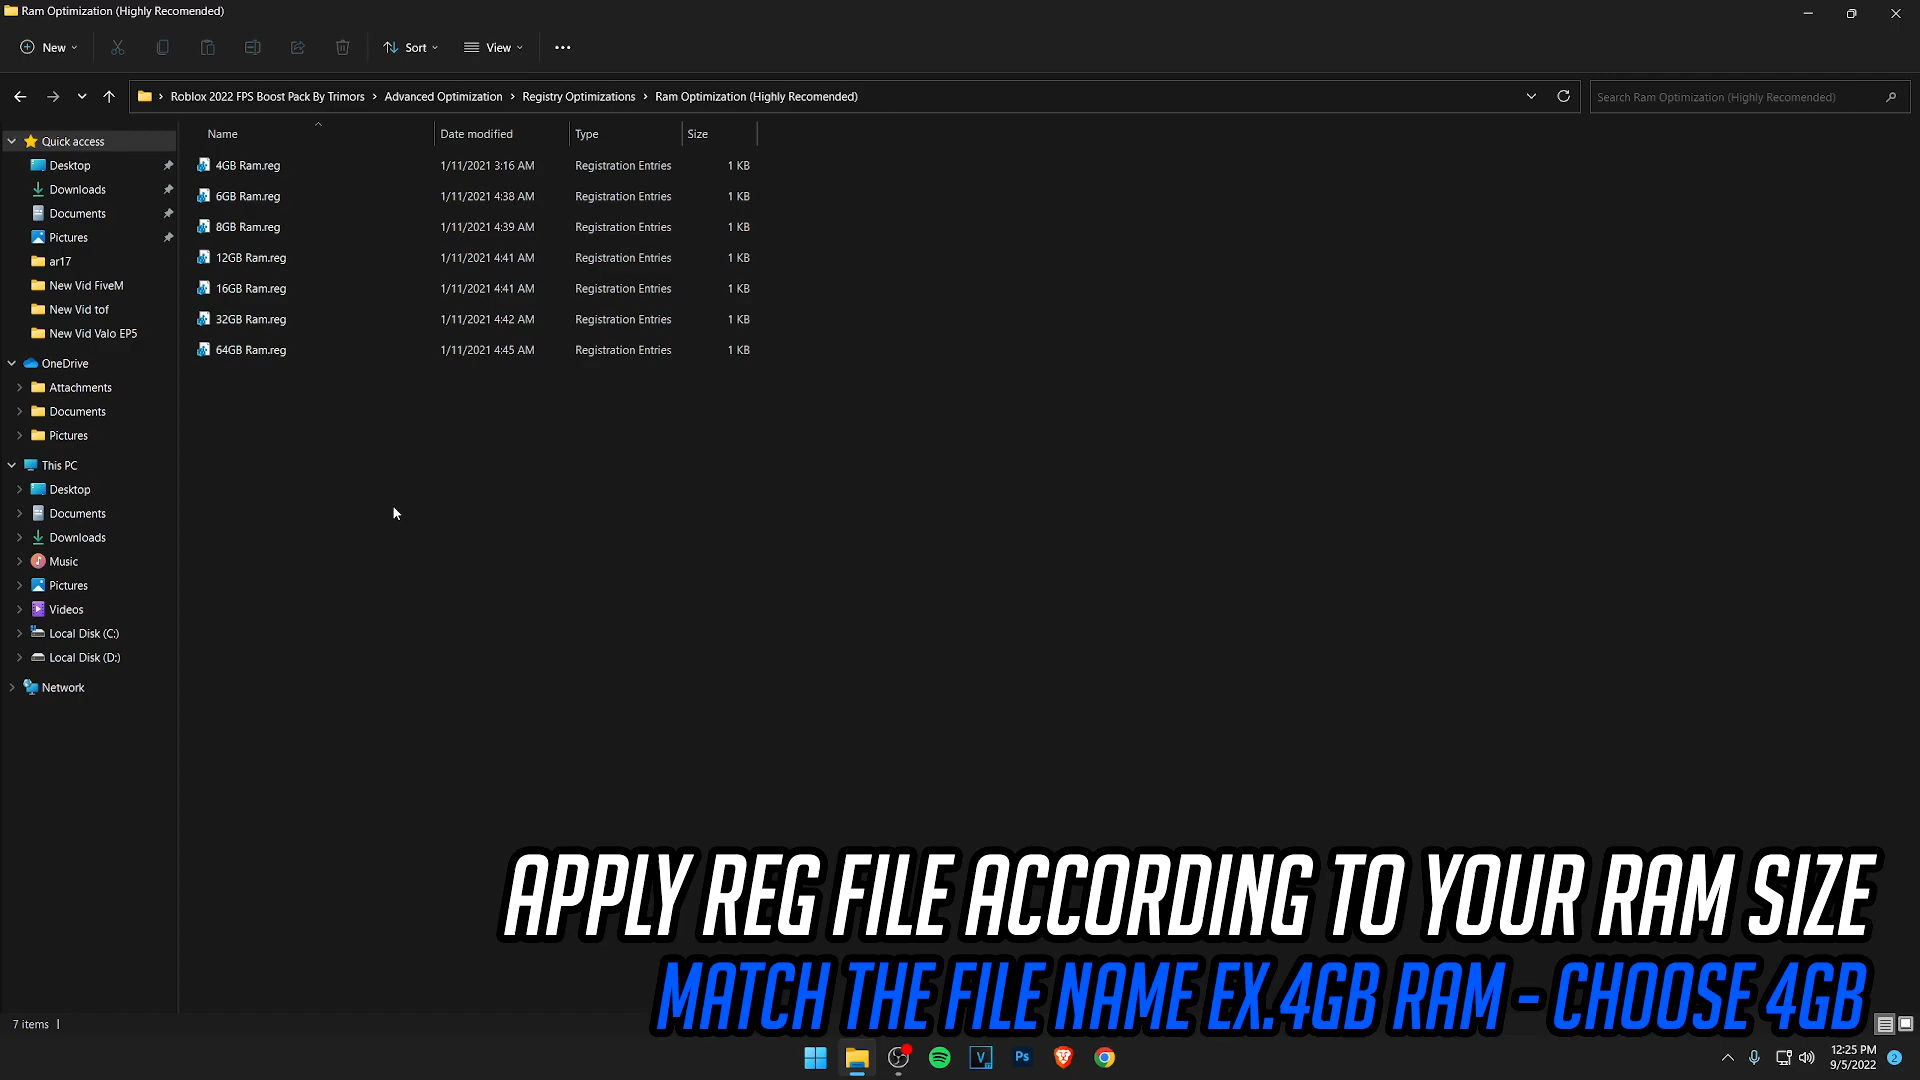 Ram Optimization (Highly Recomended)
New
Sort
View
Roblox 2022 FPS Boost Pack By Trimors > Advanced Optimization > Registry Optimizations > Ram Optimization (Highly Recomended)
Search Ram Optimization (Highly Recomended)
Name Date modified Type Size
4GB Ram.reg 1/11/2021 3:16 AM Registration Entries 1 KB
6GB Ram.reg 1/11/2021 4:38 AM Registration Entries 1 KB
8GB Ram.reg 1/11/2021 4:39 AM Registration Entries 1 KB
12GB Ram.reg 1/11/2021 4:41 AM Registration Entries 1 KB
16GB Ram.reg 1/11/2021 4:41 AM Registration Entries 1 KB
32GB Ram.reg 1/11/2021 4:42 AM Registration Entries 1 KB
64GB Ram.reg 1/11/2021 4:45 AM Registration Entries 1 KB
Quick access
Desktop
Downloads
Documents
Pictures
ar17
New Vid FiveM
New Vid tof
New Vid Valo EP5
OneDrive
Attachments
Documents
Pictures
This PC
Desktop
Documents
Downloads
Music
Pictures
Videos
Local Disk (C:)
Local Disk (D:)
Network
APPLY REG FILE ACCORDING TO YOUR RAM SIZE
MATCH THE FILE NAME EX.4GB RAM - CHOOSE 4GB
7 items
V
Ps
12:25 PM
9/5/2022
2